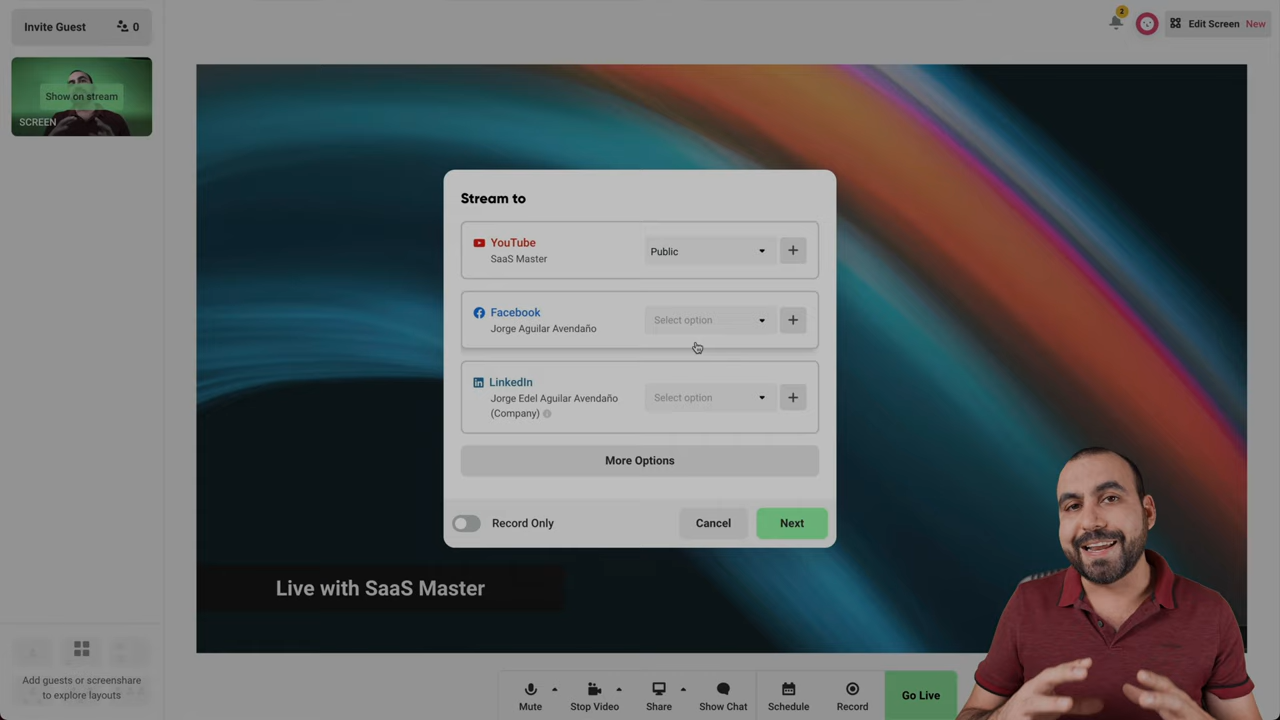 Invite Guest
0
Show on stream
SCREEN
2
Edit Screen New
Stream to
YouTube
SaaS Master
Public
Facebook
Jorge Aguilar Avendaño
Select option
LinkedIn
Jorge Edel Aguilar Avendaño
(Company)
Select option
More Options
Record Only
Cancel
Next
Live with SaaS Master
Add guests or screenshare
to explore layouts
Mute
Stop Video
Share
Show Chat
Schedule
Record
Go Live